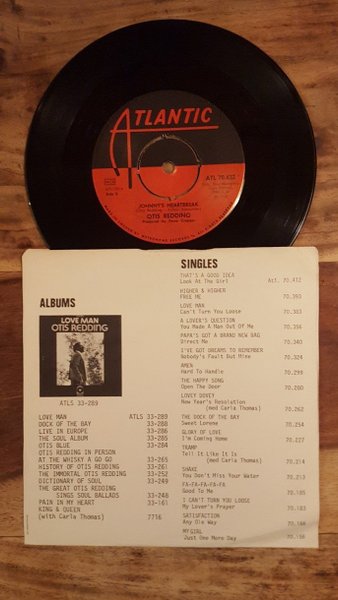 ATLANTIC
ATL 70.422
Side 2
JOHNNY'S HEARTBREAK
OTIS REDDING
Produced by Steve Cropper
ALBUMS
LOVE MAN
OTIS REDDING
ATLS 33-289
LOVE MAN ATLS 33-289
DOCK OF THE BAY 33-288
LIVE IN EUROPE 33-286
THE SOUL ALBUM 33-285
OTIS BLUE 33-284
OTIS REDDING IN PERSON
AT THE WHISKY A GO GO 33-265
HISTORY OF OTIS REDDING 33-261
THE IMMORTAL OTIS REDDING 33-252
DICTIONARY OF SOUL 33-249
THE GREAT OTIS REDDING
SINGS SOUL BALLADS 33-248
PAIN IN MY HEART 33-161
KING & QUEEN
(with Carla Thomas) 7716
SINGLES
THAT'S A GOOD IDEA
Look At The Girl Atl. 70.412
HIGHER & HIGHER
FREE ME 70.390
LOVE MAN
Can't Turn You Loose 70.383
A LOVER'S QUESTION
You Made A Man Out Of Me 70.356
PAPA'S GOT A BRAND NEW BAG
Direct Me 70.340
I'VE GOT DREAMS TO REMEMBER
Nobody's Fault But Mine 70.324
AMEN
Hard To Handle 70.299
THE HAPPY SONG
Open The Door 70.280
LOVEY DOVEY
New Year's Resolution
(med Carla Thomas) 70.262
THE DOCK OF THE BAY
Sweet Lorene 70.254
GLORY OF LOVE
I'm Coming Home 70.227
TRAMP
Tell It Like It Is
(med Carla Thomas) 70.214
SHAKE
You Don't Miss Your Water 70.213
FA-FA-FA-FA-FA
Good To Me 70.185
I CAN'T TURN YOU LOOSE
My Lover's Prayer 70.183
SATISFACTION
Any Ole Way
MY GIRL
Just One More Day 70.156